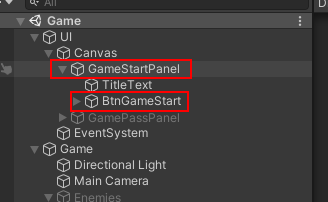 All
D
Game
UI
Canvas
GameStartPanel
TitleText
BtnGameStart
GamePassPanel
EventSystem
Game
Directional Light
Main Camera
Enemies